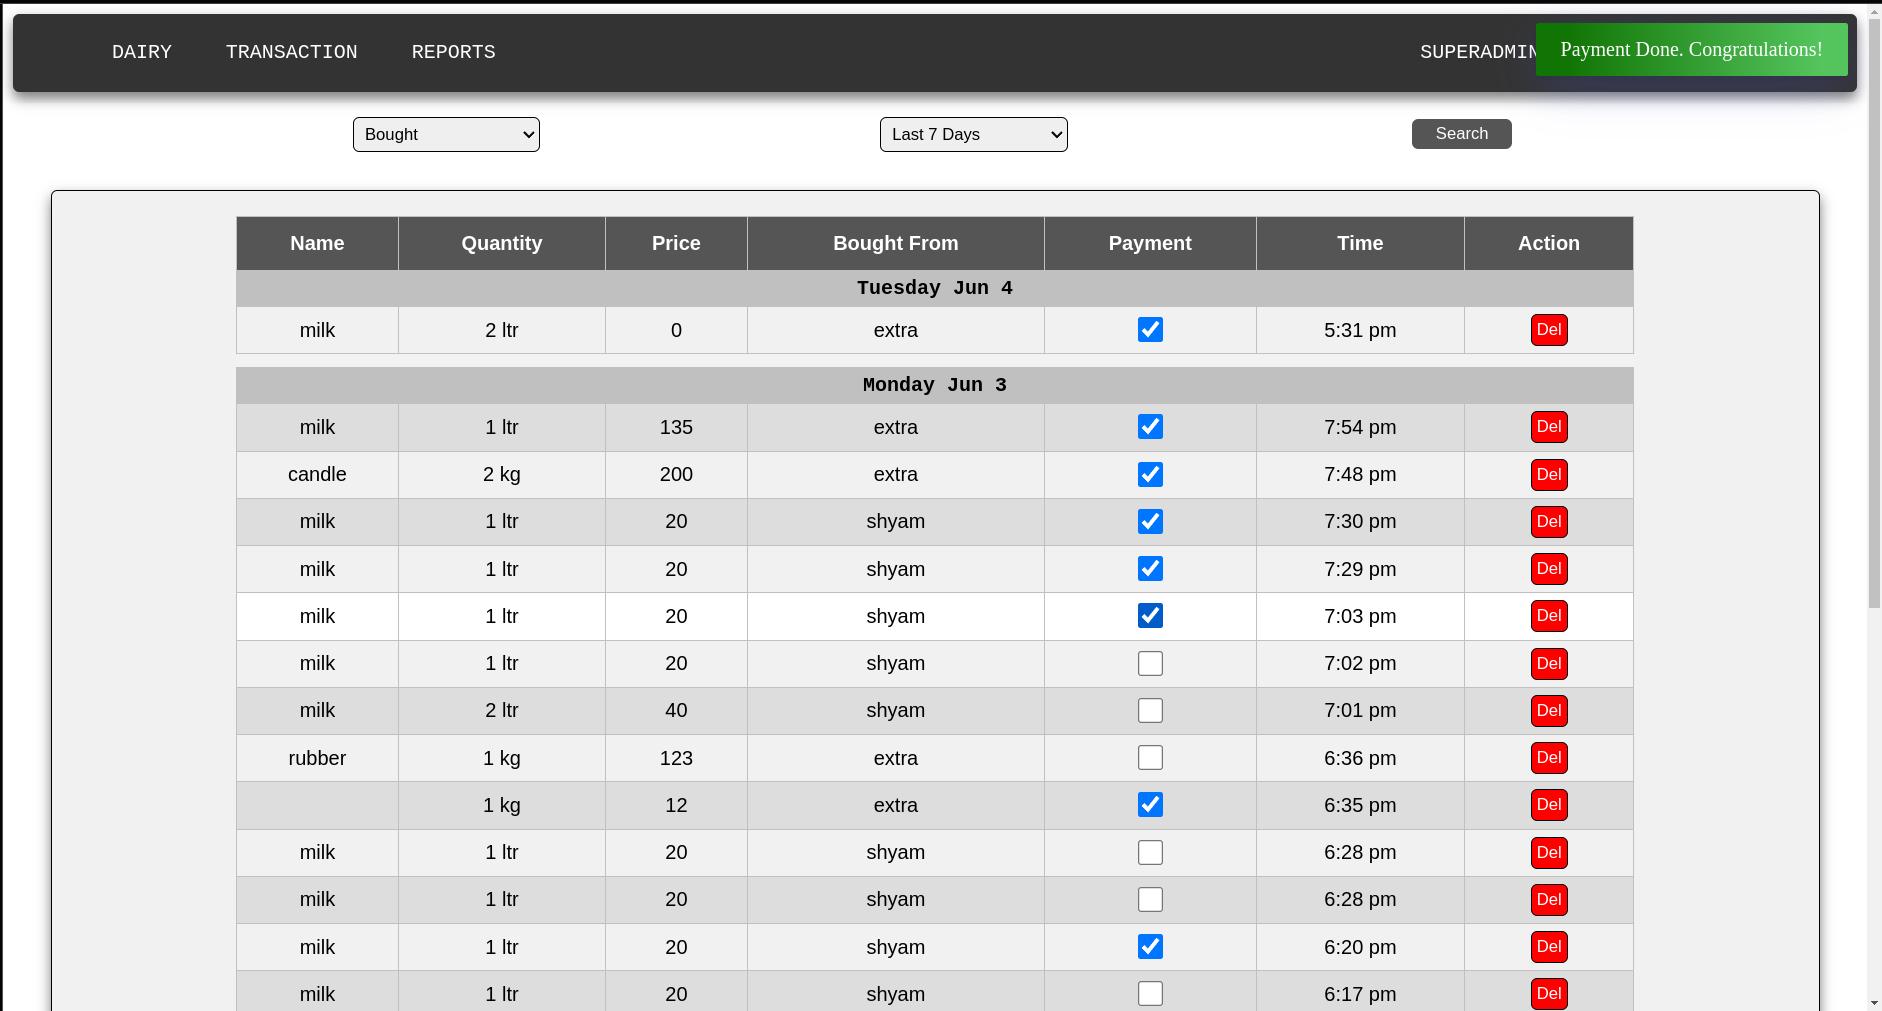 DAIRY TRANSACTION REPORTS SUPERADMIN Payment Done. Congratulations!
Bought Last 7 Days Search
Name Quantity Price Bought From Payment Time Action
Tuesday Jun 4
milk 2 ltr 0 extra 5:31 pm Del
Monday Jun 3
milk 1 ltr 135 extra 7:54 pm Del
candle 2 kg 200 extra 7:48 pm Del
milk 1 ltr 20 shyam 7:30 pm Del
milk 1 ltr 20 shyam 7:29 pm Del
milk 1 ltr 20 shyam 7:03 pm Del
milk 1 ltr 20 shyam 7:02 pm Del
milk 2 ltr 40 shyam 7:01 pm Del
rubber 1 kg 123 extra 6:36 pm Del
1 kg 12 extra 6:35 pm Del
milk 1 ltr 20 shyam 6:28 pm Del
milk 1 ltr 20 shyam 6:28 pm Del
milk 1 ltr 20 shyam 6:20 pm Del
milk 1 ltr 20 shyam 6:17 pm Del